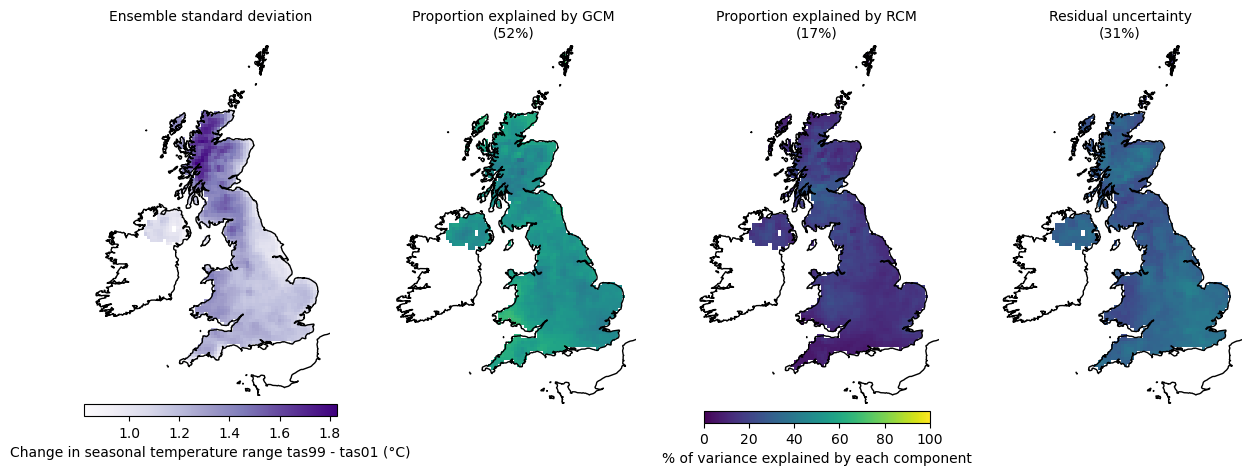 Ensemble standard deviation
Proportion explained by GCM
(52%)
Proportion explained by RCM
(17%)
Residual uncertainty
(31%)
1.0 1.2 1.4 1.6 1.8
Change in seasonal temperature range tas99 - tas01 (°C)
0 20 40 60 80 100
% of variance explained by each component